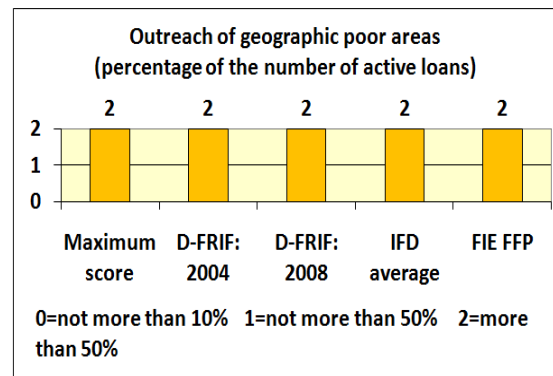 Outreach of geographic poor areas
(percentage of the number of active loans)
2 2 2 2 2
2
1
0
Maximum score D-FRIF: 2004 D-FRIF: 2008 IFD average FIE FFP
0=not more than 10% 1=not more than 50% 2=more
than 50%